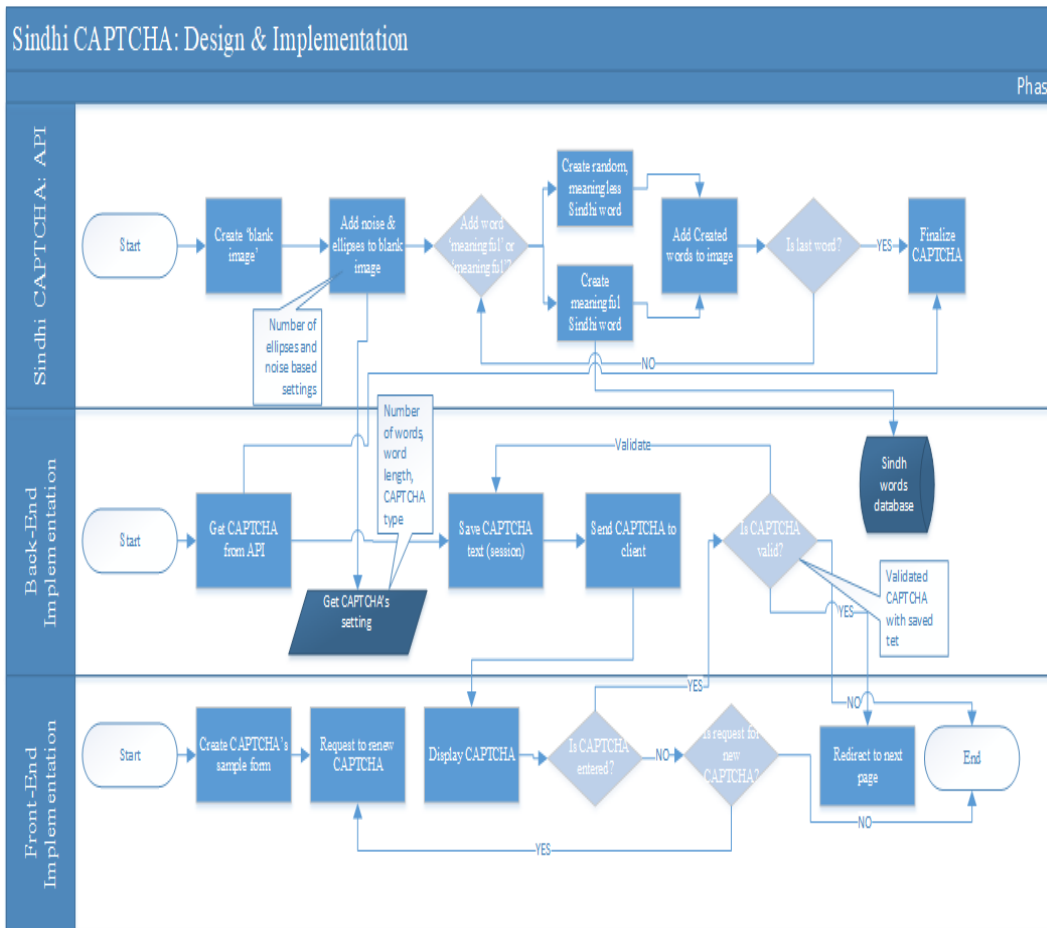 Sindhi CAPTCHA: Design & Implementation
Phas
Sindhi CAPTCHA: API
Start
Create ‘blank
image’
Add noise &
ellipses to blank
image
Number of
ellipses and
noise based
settings
Add word
‘meaningful’ or
‘meaningful’?
Create random,
meaningless
Sindhi word
Create
meaningful
Sindhi word
Add Created
words to image
Is last word?
YES
NO
Finalize
CAPTCHA
Back-End
Implementation
Start
Get CAPTCHA
from API
Number
of words,
word
length,
CAPTCHA
type
Get CAPTCHA's
setting
Save CAPTCHA
text (session)
Validate
Send CAPTCHA to
client
Is CAPTCHA
valid?
Sindh
words
database
Validated
CAPTCHA
with saved
tet
YES
YES
NO
Front-End
Implementation
Start
Create CAPTCHA's
sample form
Request to renew
CAPTCHA
Display CAPTCHA
Is CAPTCHA
entered?
NO
Is request for
new
CAPTCHA?
Redirect to next
page
End
NO
YES